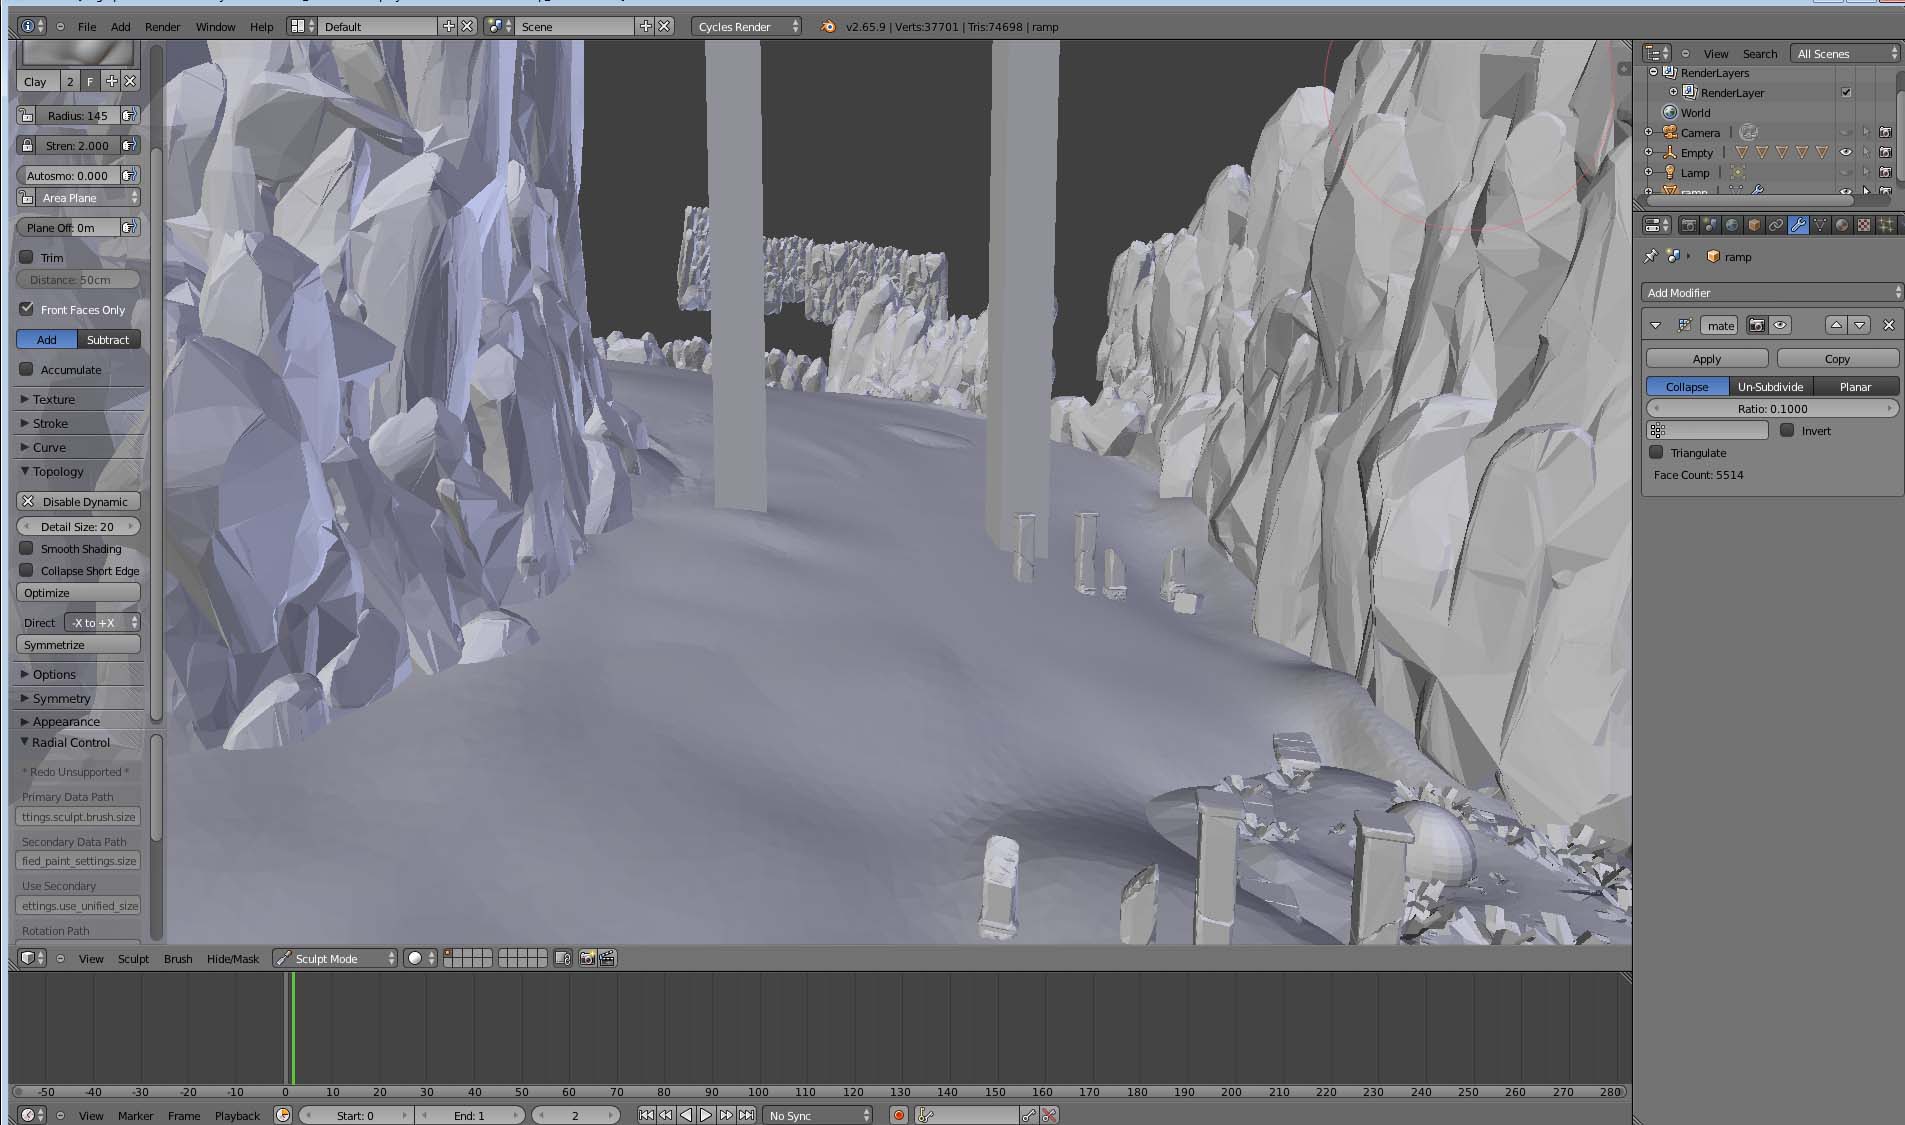 File Add Render Window Help Default Scene Cycles Render v2.65.9 | Verts:37701 | Tris:74698 | ramp
Clay 2 F
Radius: 145
Stren: 2.000
Autosmo: 0.000
Area Plane
Plane Off: 0m
Trim
Distance: 50cm
Front Faces Only
Add Subtract
Accumulate
Texture
Stroke
Curve
Topology
Disable Dynamic
Detail Size: 20
Smooth Shading
Collapse Short Edge
Optimize
Direct -X to +X
Symmetrize
Options
Symmetry
Appearance
Radial Control
* Redo Unsupported *
Primary Data Path
ttings.sculpt.brush.size
Secondary Data Path
fied_paint_settings.size
Use Secondary
ettings.use_unified_size
Rotation Path
View Sculpt Brush Hide/Mask Sculpt Mode
-50 -40 -30 -20 -10 0 10 20 30 40 50 60 70 80 90 100 110 120 130 140 150 160 170 180 190 200 210 220 230 240 250 260 270 280
View Marker Frame Playback Start: 0 End: 1 2 No Sync
View Search All Scenes
RenderLayers
RenderLayer
World
Camera
Empty
Lamp
ramp
ramp
Add Modifier
mate
Apply Copy
Collapse Un-Subdivide Planar
Ratio: 0.1000
Invert
Triangulate
Face Count: 5514